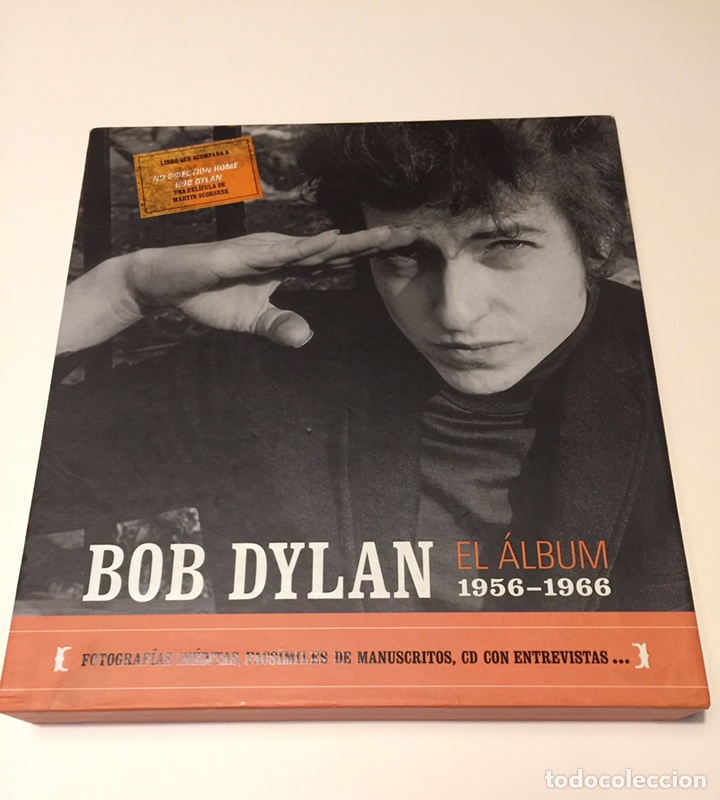 LIBRO QUE ACOMPAÑA A
NO DIRECTION HOME:
BOB DYLAN
UNA PELÍCULA DE
MARTIN SCORSESE
BOB DYLAN
EL ÁLBUM
1956–1966
{ FOTOGRAFÍAS INÉDITAS, FACSÍMILES DE MANUSCRITOS, CD CON ENTREVISTAS ... }
todocoleccion